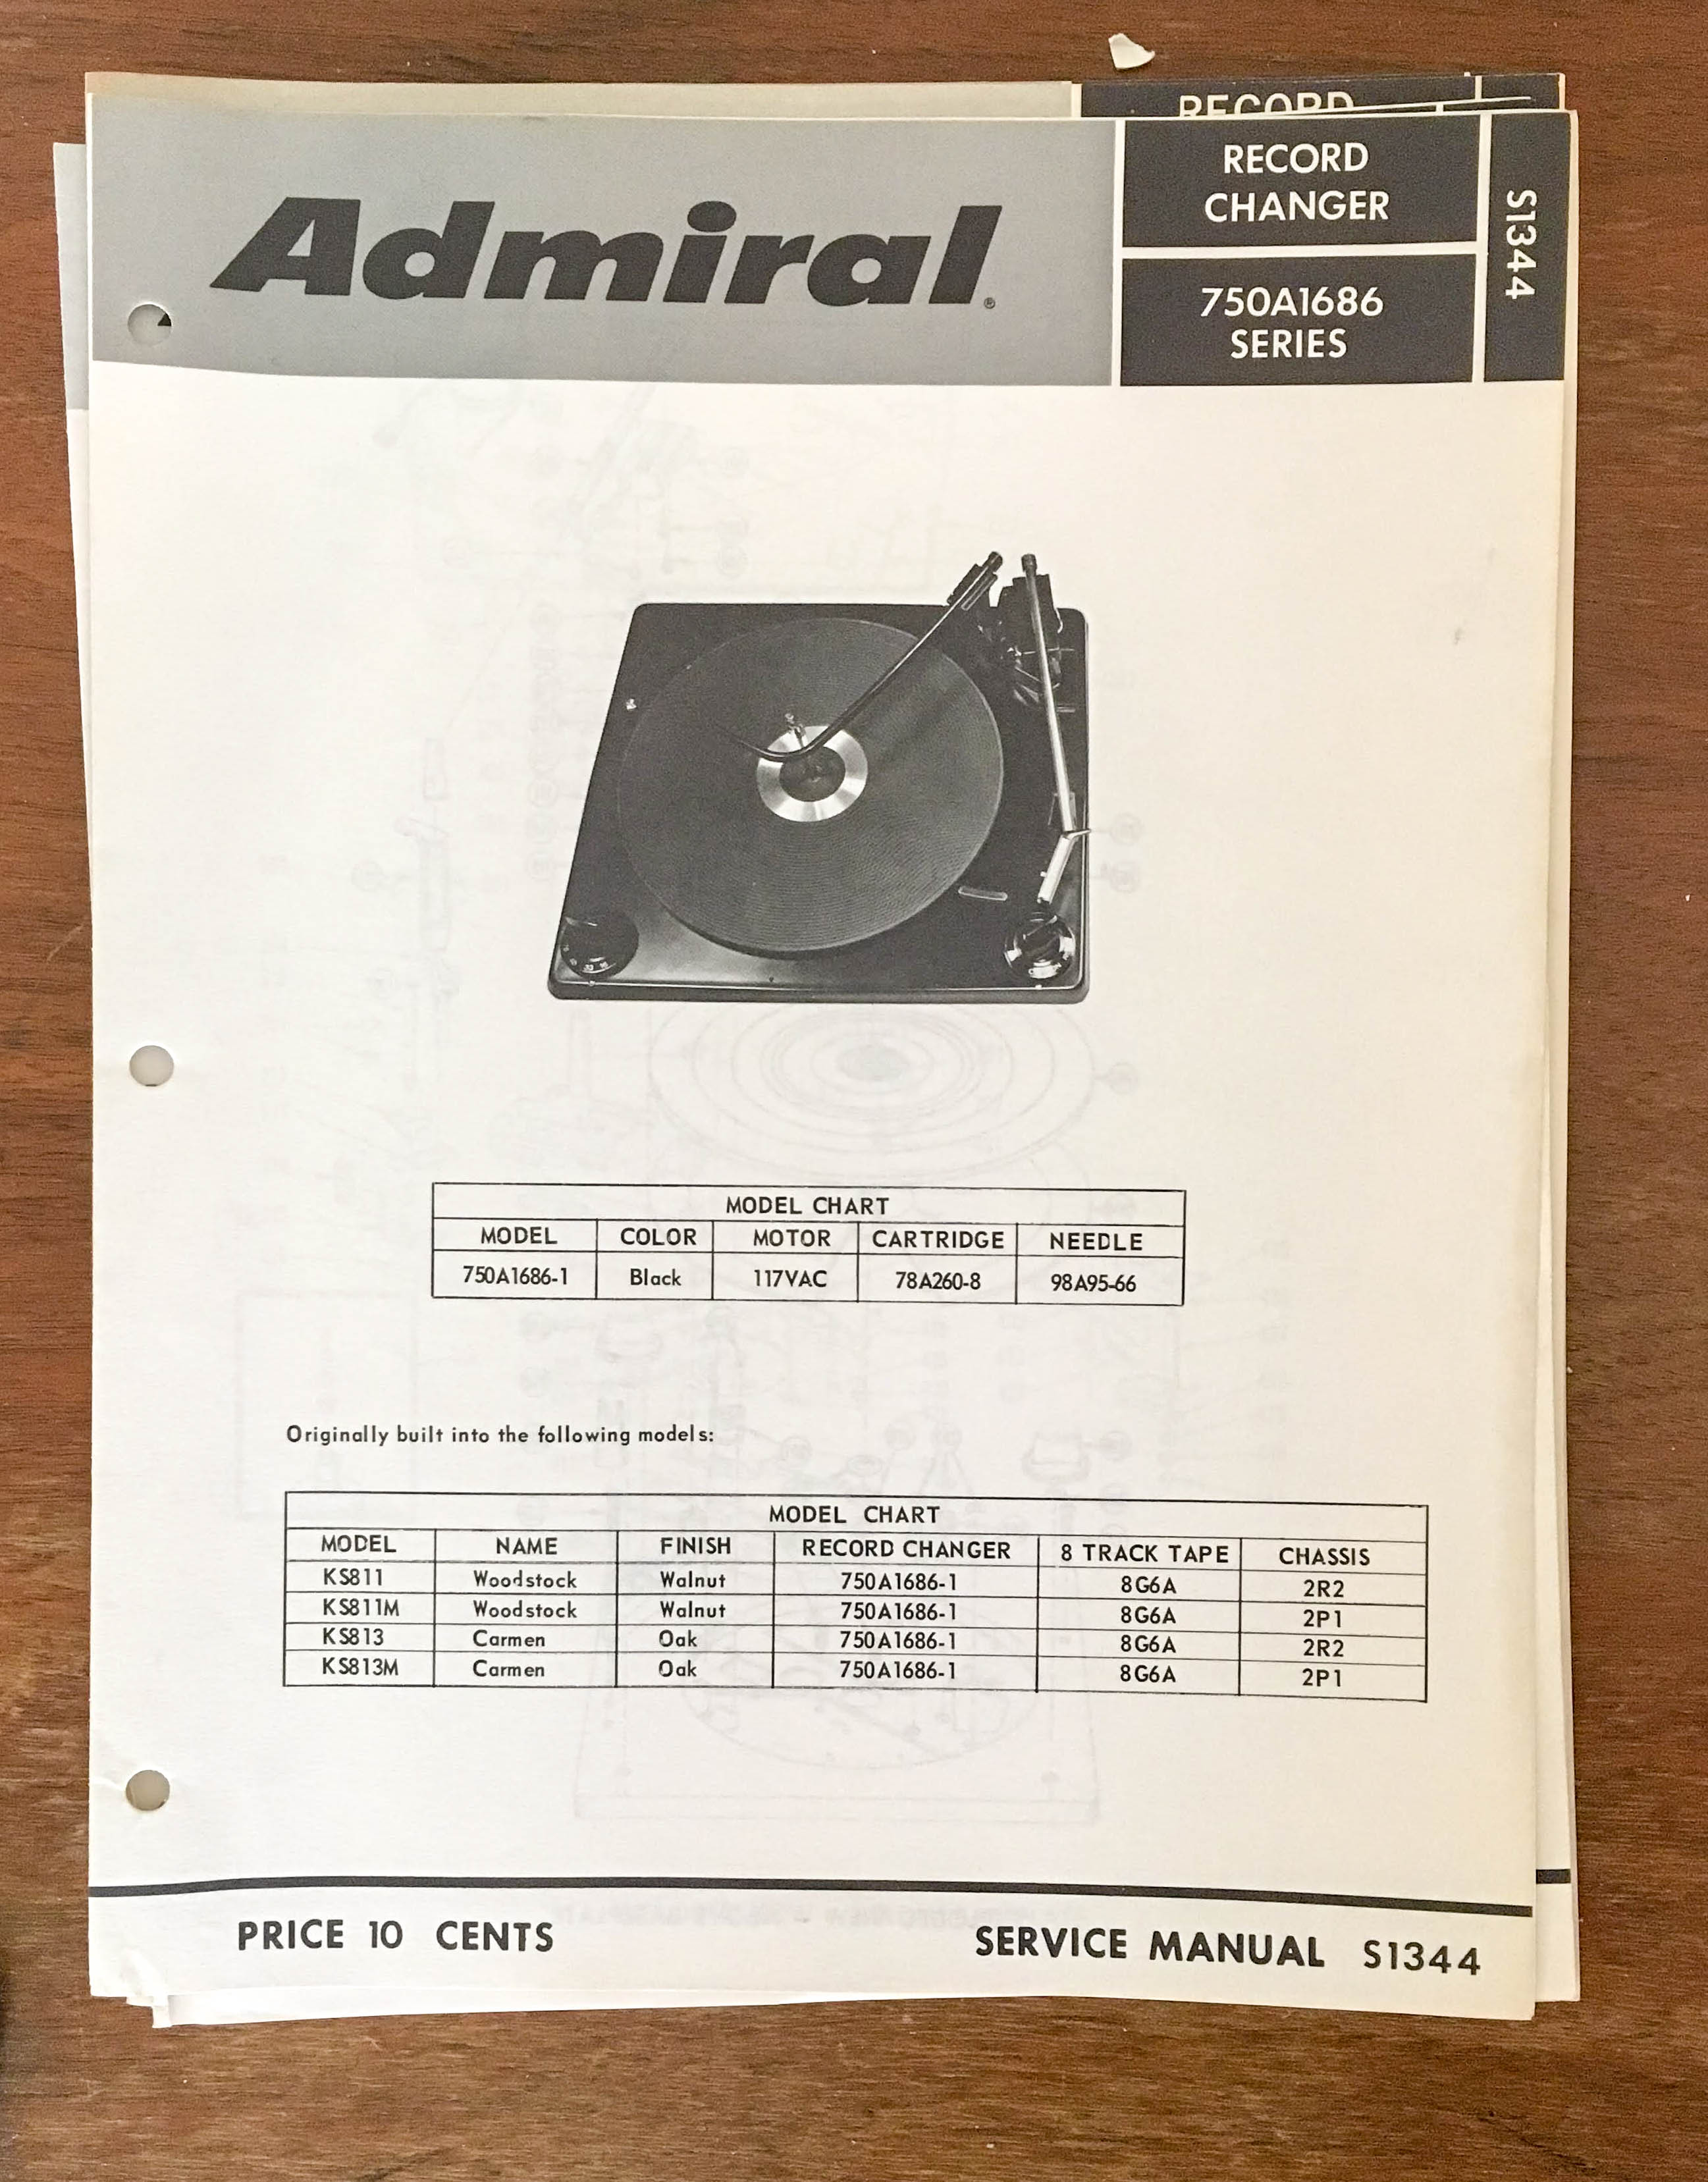 RECORD
Admiral®
RECORD
CHANGER
750A1686
SERIES
S1344
MODEL CHART
MODEL COLOR MOTOR CARTRIDGE NEEDLE
750A1686-1 Black 117VAC 78A260-8 98A95-66
Originally built into the following models:
MODEL CHART
MODEL NAME FINISH RECORD CHANGER 8 TRACK TAPE CHASSIS
KS811 Woodstock Walnut 750A1686-1 8G6A 2R2
KS811M Woodstock Walnut 750A1686-1 8G6A 2P1
KS813 Carmen Oak 750A1686-1 8G6A 2R2
KS813M Carmen Oak 750A1686-1 8G6A 2P1
PRICE 10 CENTS
SERVICE MANUAL S1344